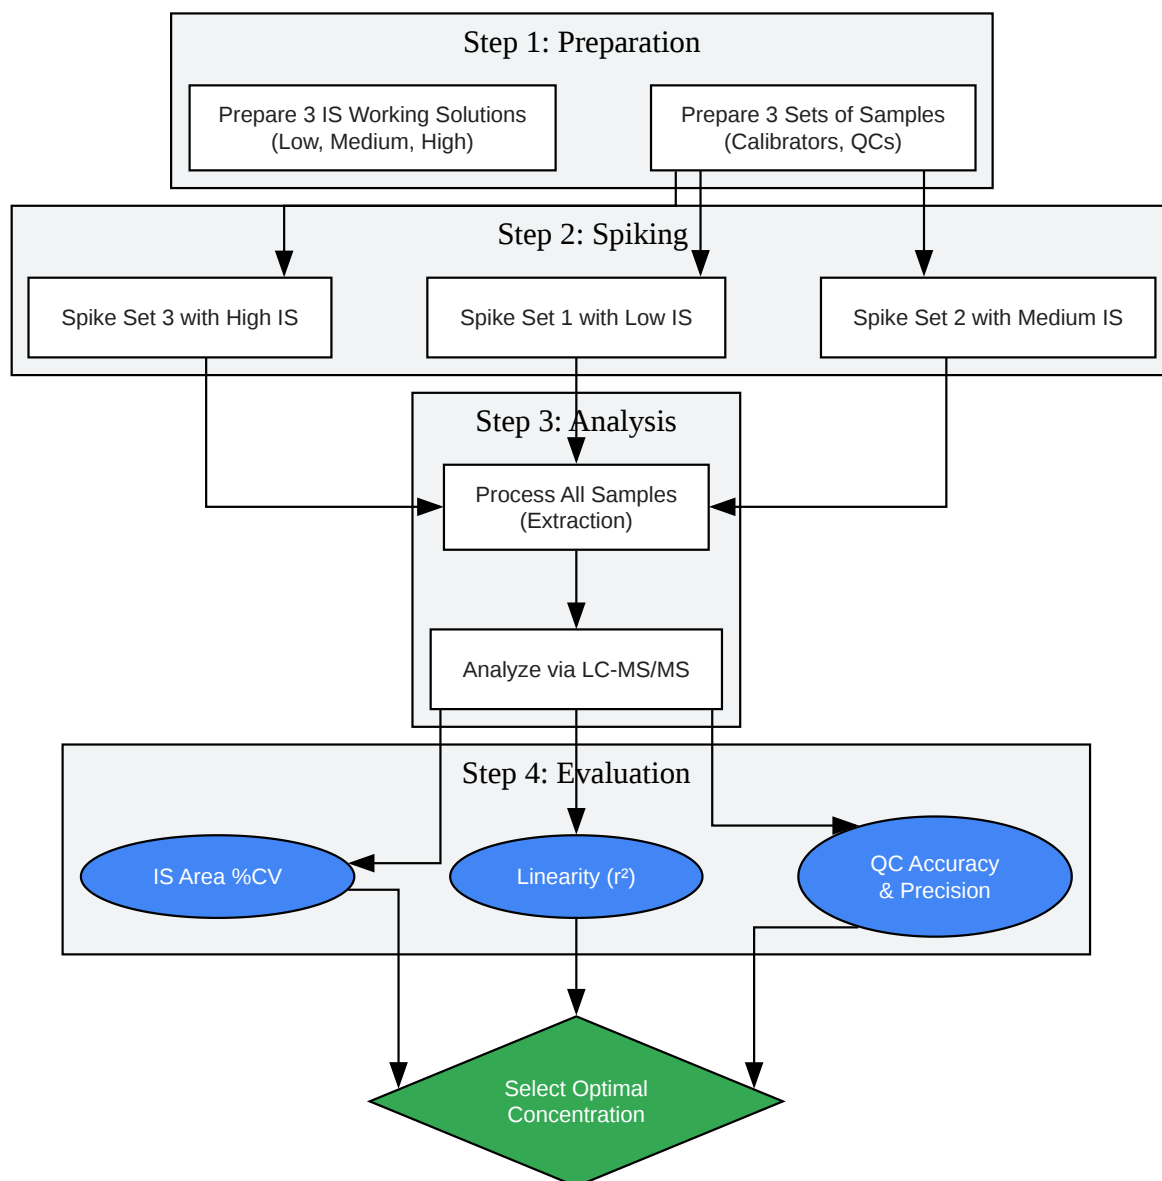 Step 1: Preparation
Prepare 3 IS Working Solutions
(Low, Medium, High)
Prepare 3 Sets of Samples
(Calibrators, QCs)
Step 2: Spiking
Spike Set 3 with High IS
Spike Set 1 with Low IS
Spike Set 2 with Medium IS
Step 3: Analysis
Process All Samples
(Extraction)
Analyze via LC-MS/MS
Step 4: Evaluation
IS Area %CV
Linearity (r²)
QC Accuracy
& Precision
Select Optimal
Concentration